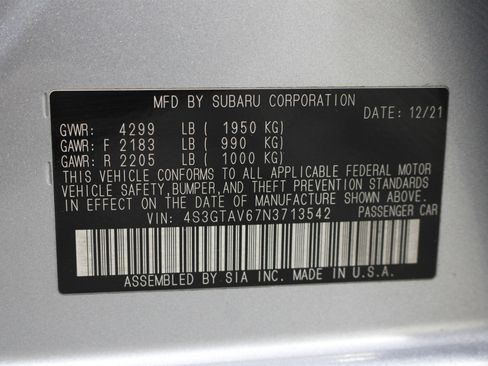 MFD BY SUBARU CORPORATION
DATE: 12/21
GVWR: 4299 LB ( 1950 KG)
GAWR: F 2183 LB ( 990 KG)
GAWR: R 2205 LB ( 1000 KG)
THIS VEHICLE CONFORMS TO ALL APPLICABLE FEDERAL MOTOR
VEHICLE SAFETY, BUMPER, AND THEFT PREVENTION STANDARDS
IN EFFECT ON THE DATE OF MANUFACTURE SHOWN ABOVE.
VIN: 4S3GTAV67N3713542 PASSENGER CAR
ASSEMBLED BY SIA INC. MADE IN U.S.A.